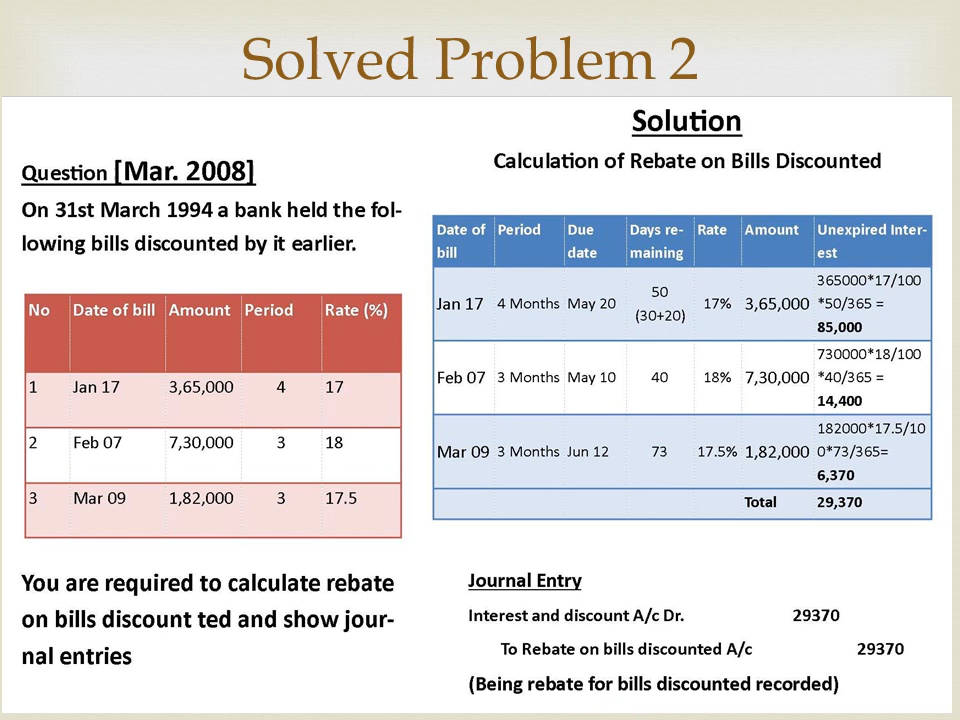 Solved Problem 2
Question [Mar. 2008]
On 31st March 1994 a bank held the fol-
lowing bills discounted by it earlier.
No Date of bill Amount Period Rate (%)
1 Jan 17 3,65,000 4 17
2 Feb 07 7,30,000 3 18
3 Mar 09 1,82,000 3 17.5
You are required to calculate rebate
on bills discount ted and show jour-
nal entries
Solution
Calculation of Rebate on Bills Discounted
Date of Period Due Days re- Rate Amount Unexpired Inter-
bill date maining est
365000*17/100
50
Jan 17 4 Months May 20 17% 3,65,000 *50/365 =
(30+20)
85,000
730000*18/100
Feb 07 3 Months May 10 40 18% 7,30,000 *40/365 =
14,400
182000*17.5/10
Mar 09 3 Months Jun 12 73 17.5% 1,82,000 0*73/365=
6,370
Total 29,370
Journal Entry
Interest and discount A/c Dr. 29370
To Rebate on bills discounted A/c 29370
(Being rebate for bills discounted recorded)